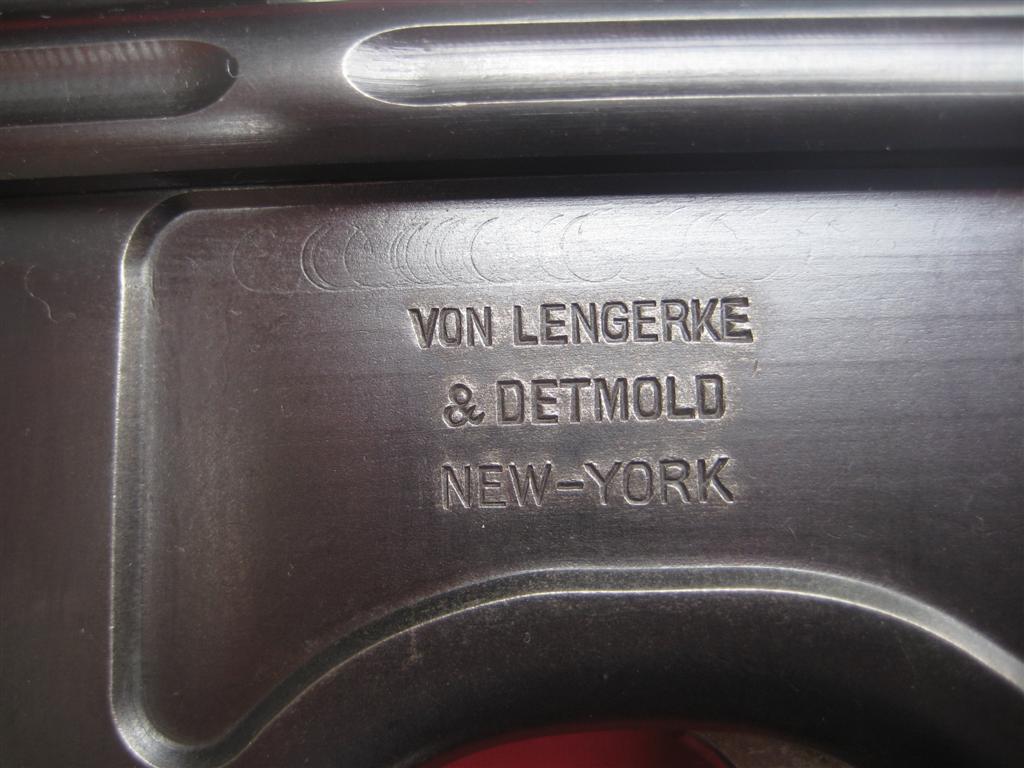 VON LENGERKE
& DETMOLD
NEW-YORK